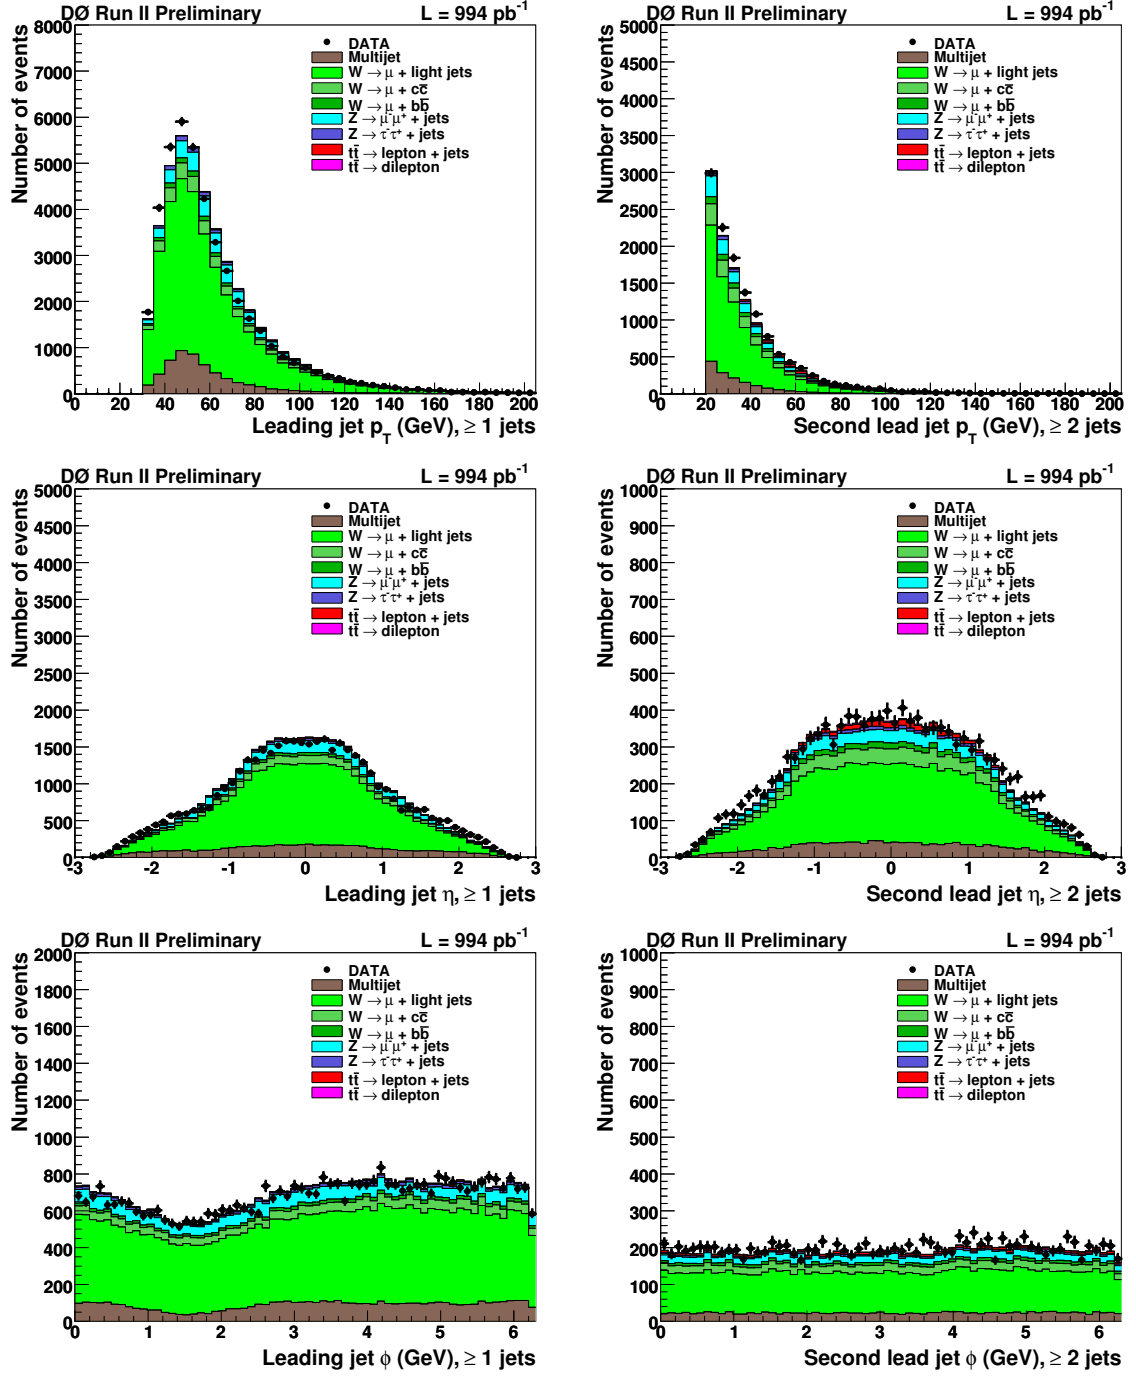 DØ Run II Preliminary L = 994 pb⁻¹
Number of events
8000
7000
6000
5000
4000
3000
2000
1000
0
DATA
Multijet
W → μ + light jets
W → μ + cc̄
W → μ + bb̄
Z → μ⁻μ⁺ + jets
Z → τ⁻τ⁺ + jets
tt̄ → lepton + jets
tt̄ → dilepton
0 20 40 60 80 100 120 140 160 180 200
Leading jet p_T (GeV), ≥ 1 jets
DØ Run II Preliminary L = 994 pb⁻¹
Number of events
5000
4500
4000
3500
3000
2500
2000
1500
1000
500
0
DATA
Multijet
W → μ + light jets
W → μ + cc̄
W → μ + bb̄
Z → μ⁻μ⁺ + jets
Z → τ⁻τ⁺ + jets
tt̄ → lepton + jets
tt̄ → dilepton
0 20 40 60 80 100 120 140 160 180 200
Second lead jet p_T (GeV), ≥ 2 jets
DØ Run II Preliminary L = 994 pb⁻¹
Number of events
5000
4500
4000
3500
3000
2500
2000
1500
1000
500
0
DATA
Multijet
W → μ + light jets
W → μ + cc̄
W → μ + bb̄
Z → μ⁻μ⁺ + jets
Z → τ⁻τ⁺ + jets
tt̄ → lepton + jets
tt̄ → dilepton
-3 -2 -1 0 1 2 3
Leading jet η, ≥ 1 jets
DØ Run II Preliminary L = 994 pb⁻¹
Number of events
1000
900
800
700
600
500
400
300
200
100
0
DATA
Multijet
W → μ + light jets
W → μ + cc̄
W → μ + bb̄
Z → μ⁻μ⁺ + jets
Z → τ⁻τ⁺ + jets
tt̄ → lepton + jets
tt̄ → dilepton
-3 -2 -1 0 1 2 3
Second lead jet η, ≥ 2 jets
DØ Run II Preliminary L = 994 pb⁻¹
Number of events
2000
1800
1600
1400
1200
1000
800
600
400
200
0
DATA
Multijet
W → μ + light jets
W → μ + cc̄
W → μ + bb̄
Z → μ⁻μ⁺ + jets
Z → τ⁻τ⁺ + jets
tt̄ → lepton + jets
tt̄ → dilepton
0 1 2 3 4 5 6
Leading jet ϕ (GeV), ≥ 1 jets
DØ Run II Preliminary L = 994 pb⁻¹
Number of events
1000
900
800
700
600
500
400
300
200
100
0
DATA
Multijet
W → μ + light jets
W → μ + cc̄
W → μ + bb̄
Z → μ⁻μ⁺ + jets
Z → τ⁻τ⁺ + jets
tt̄ → lepton + jets
tt̄ → dilepton
0 1 2 3 4 5 6
Second lead jet ϕ (GeV), ≥ 2 jets